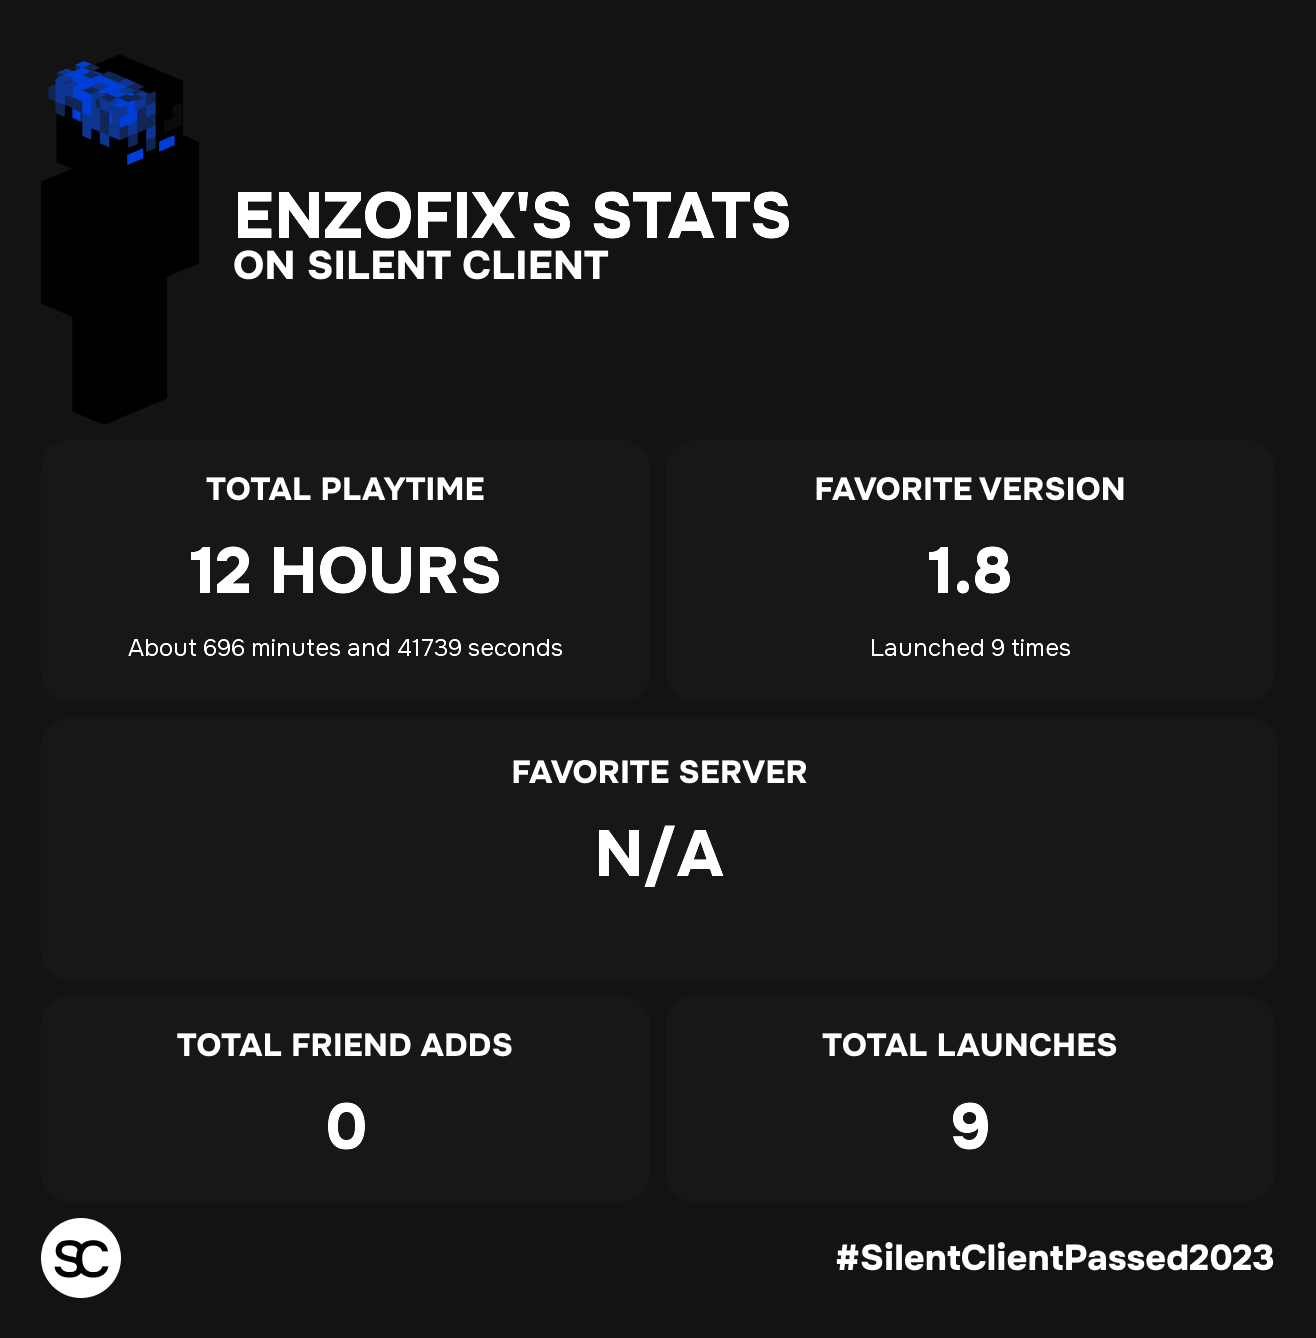 ENZOFIX'S STATS
ON SILENT CLIENT
TOTAL PLAYTIME
12 HOURS
About 696 minutes and 41739 seconds
FAVORITE VERSION
1.8
Launched 9 times
FAVORITE SERVER
N/A
TOTAL FRIEND ADDS
0
TOTAL LAUNCHES
9
SC
#SilentClientPassed2023